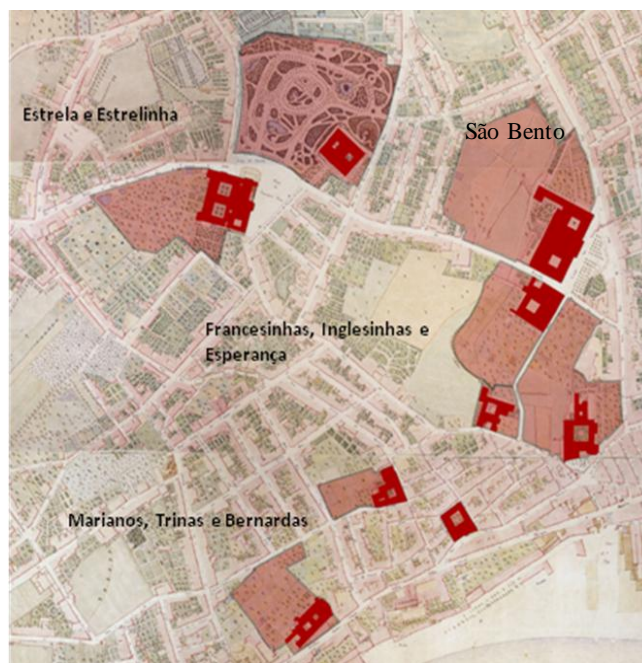 Estrela e Estrelinha
São Bento
Francesinhas, Inglesinhas e
Esperança
Marianos, Trinas e Bernardas